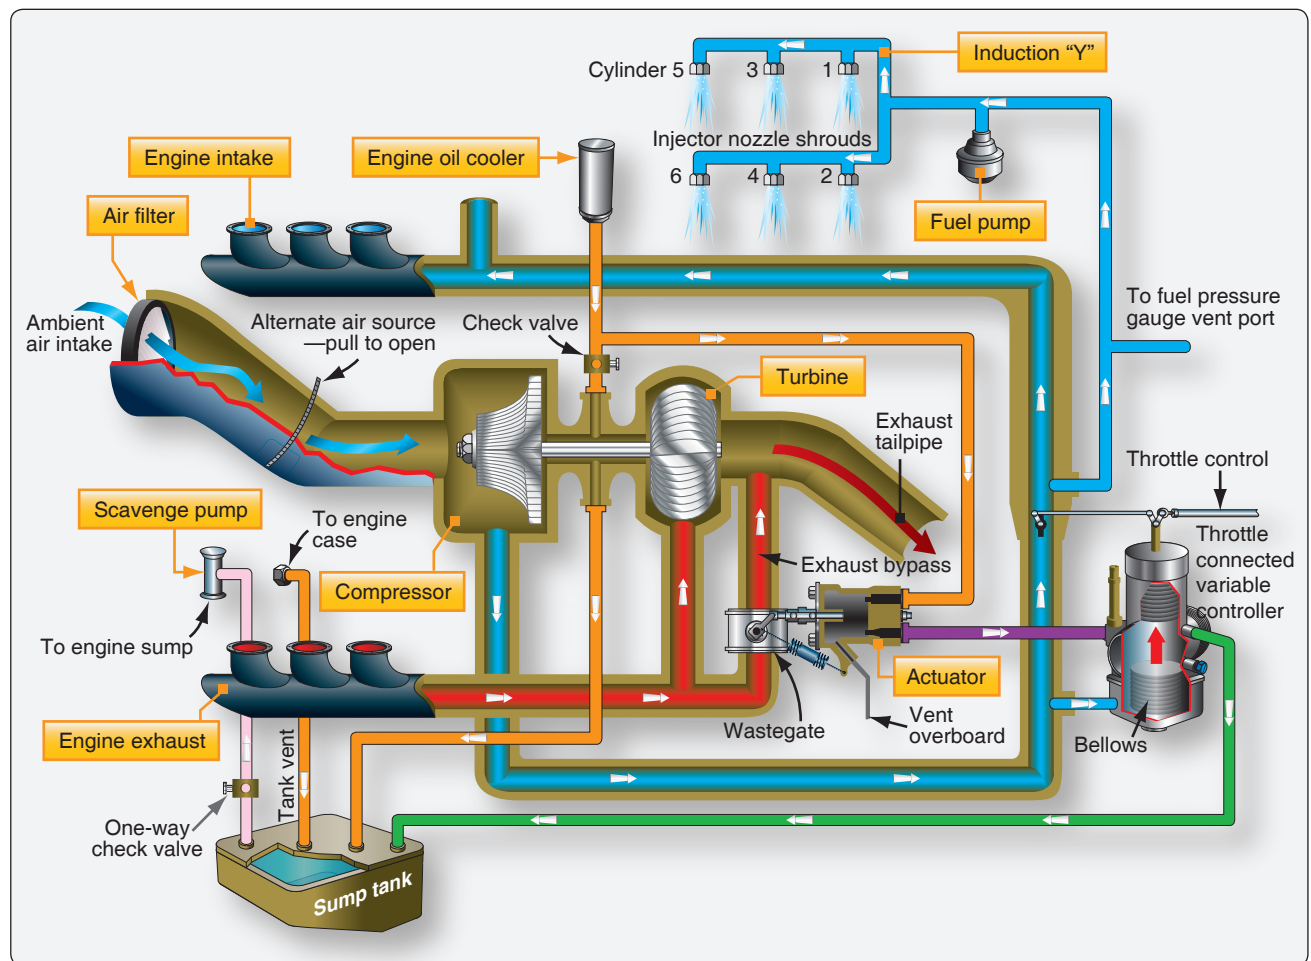 Cylinder 5
3
1
Induction “Y”
Injector nozzle shrouds
6
4
2
Fuel pump
Engine intake
Engine oil cooler
Air filter
Ambient
air intake
Alternate air source
—pull to open
Check valve
Turbine
To fuel pressure
gauge vent port
Exhaust
tailpipe
Throttle control
Scavenge pump
To engine
case
Compressor
Exhaust bypass
Throttle
connected
variable
controller
To engine sump
Actuator
Engine exhaust
Tank vent
Wastegate
Vent
overboard
Bellows
One-way
check valve
Sump tank